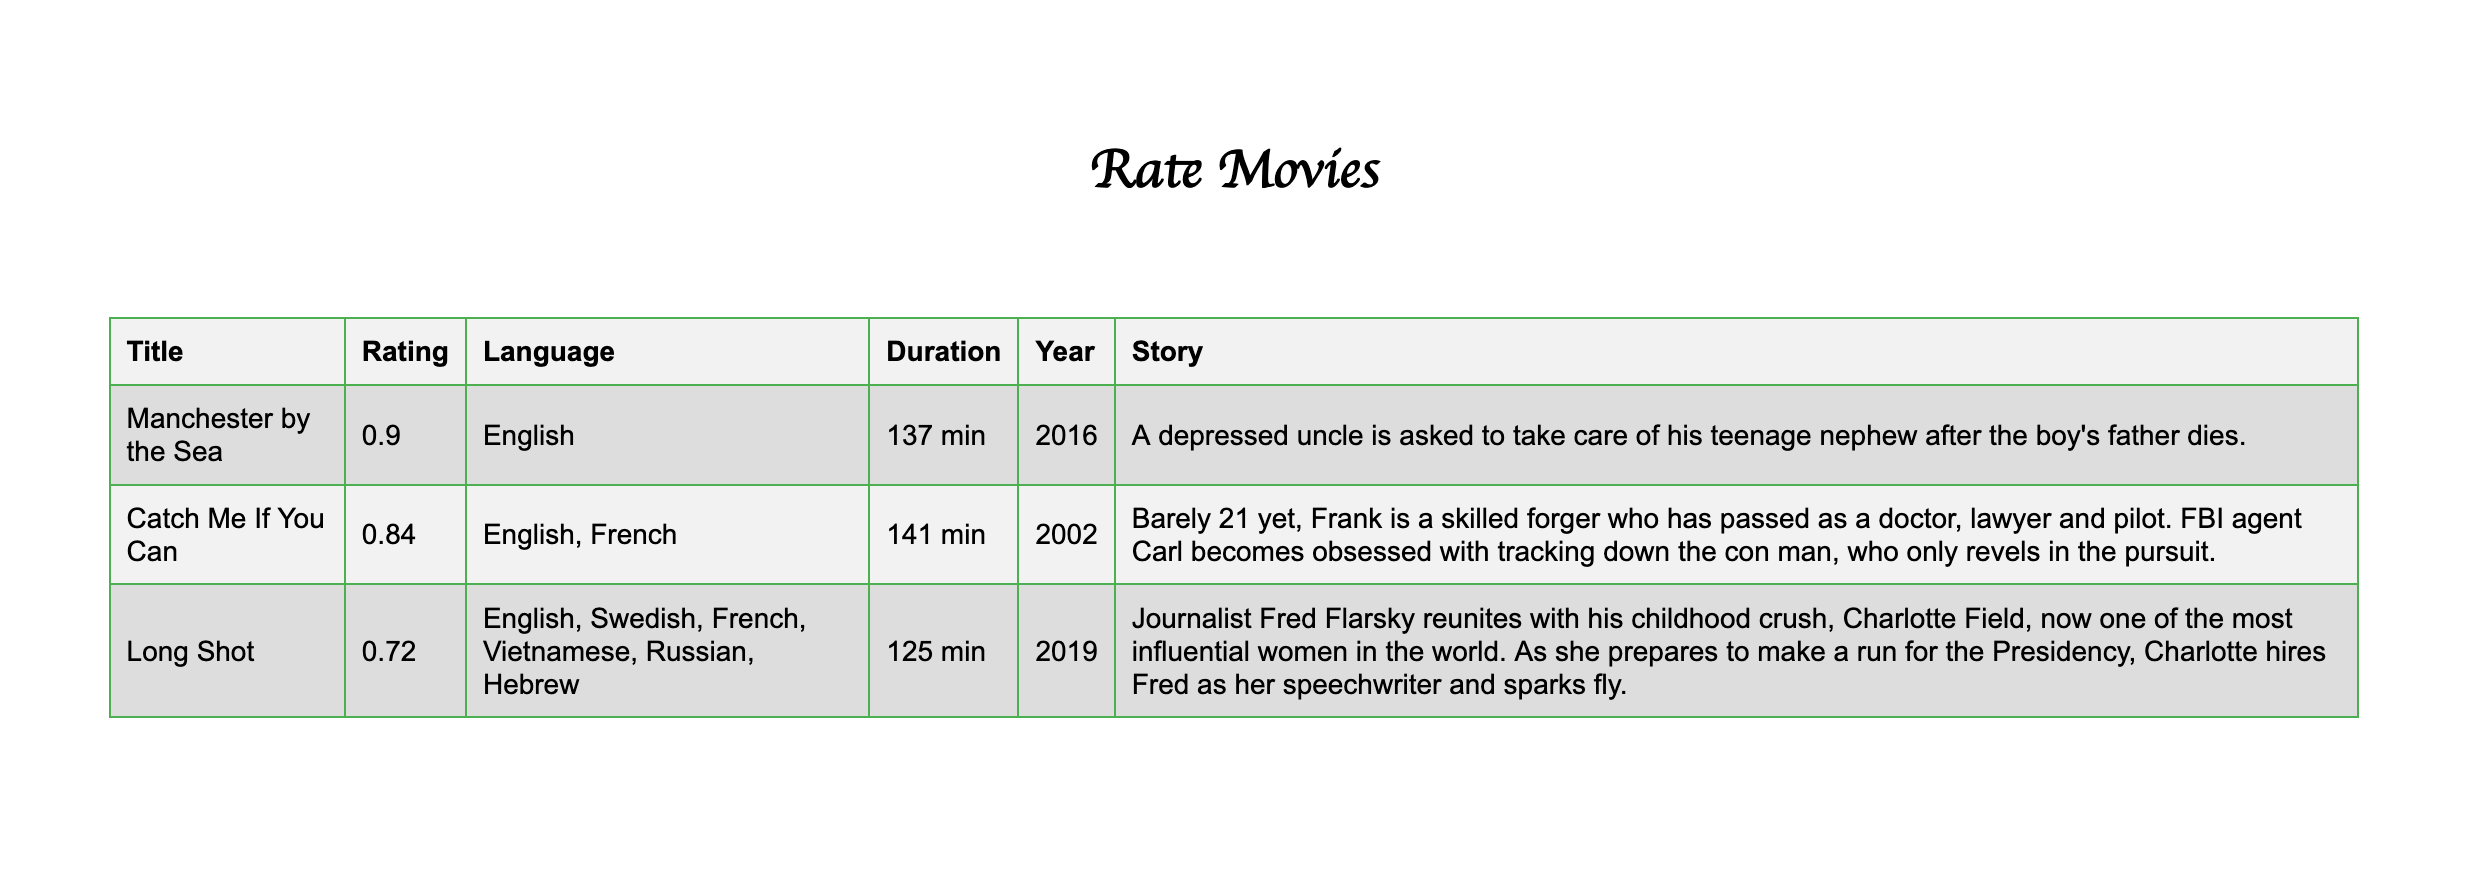 Rate Movies
Title Rating Language Duration Year Story
Manchester by
the Sea
0.9
English
137 min
2016
A depressed uncle is asked to take care of his teenage nephew after the boy's father dies.
Catch Me If You
Can
0.84
English, French
141 min
2002
Barely 21 yet, Frank is a skilled forger who has passed as a doctor, lawyer and pilot. FBI agent
Carl becomes obsessed with tracking down the con man, who only revels in the pursuit.
Long Shot
0.72
English, Swedish, French,
Vietnamese, Russian,
Hebrew
125 min
2019
Journalist Fred Flarsky reunites with his childhood crush, Charlotte Field, now one of the most
influential women in the world. As she prepares to make a run for the Presidency, Charlotte hires
Fred as her speechwriter and sparks fly.